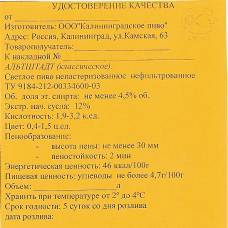 УДОСТОВЕРЕНИЕ КАЧЕСТВА
от
Изготовитель: ООО"Калининградское пиво"
Адрес: Россия, Калининград, ул.Камская, 63
Товарополучатель:
К накладной №
АЛЬТШТАДТ (классическое).
Светлое пиво непастеризованное нефильтрованное
ТУ 9184-212-00334600-03
Об. доля эт. спирта: не менее 4,5% об.
Экстр. нач. сусла: 12%
Кислотность: 1,9-3,2 к.ед.
Цвет: 0,4-1,5 ц.ед.
Пенообразование:
- высота пены - не менее 30 мм
- пеностойкость: 2 мин
Энергетическая ценность: 46 ккал/100г
Пищевая ценность: углеводы не более 4,7г/100г
Объем: л
Хранить при температуре от 2° до 4°С
Срок годности: 5 суток со дня розлива
дата розлива: